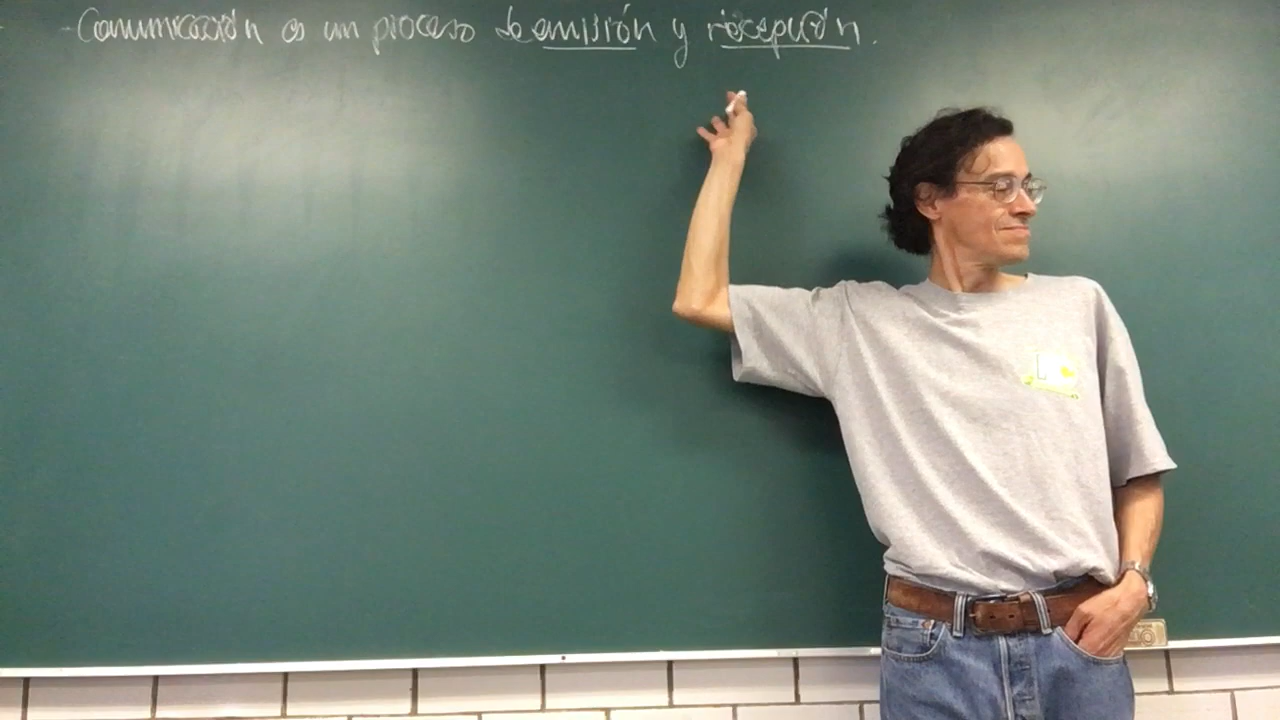 - Comunicación es un proceso de emisión y recepción.